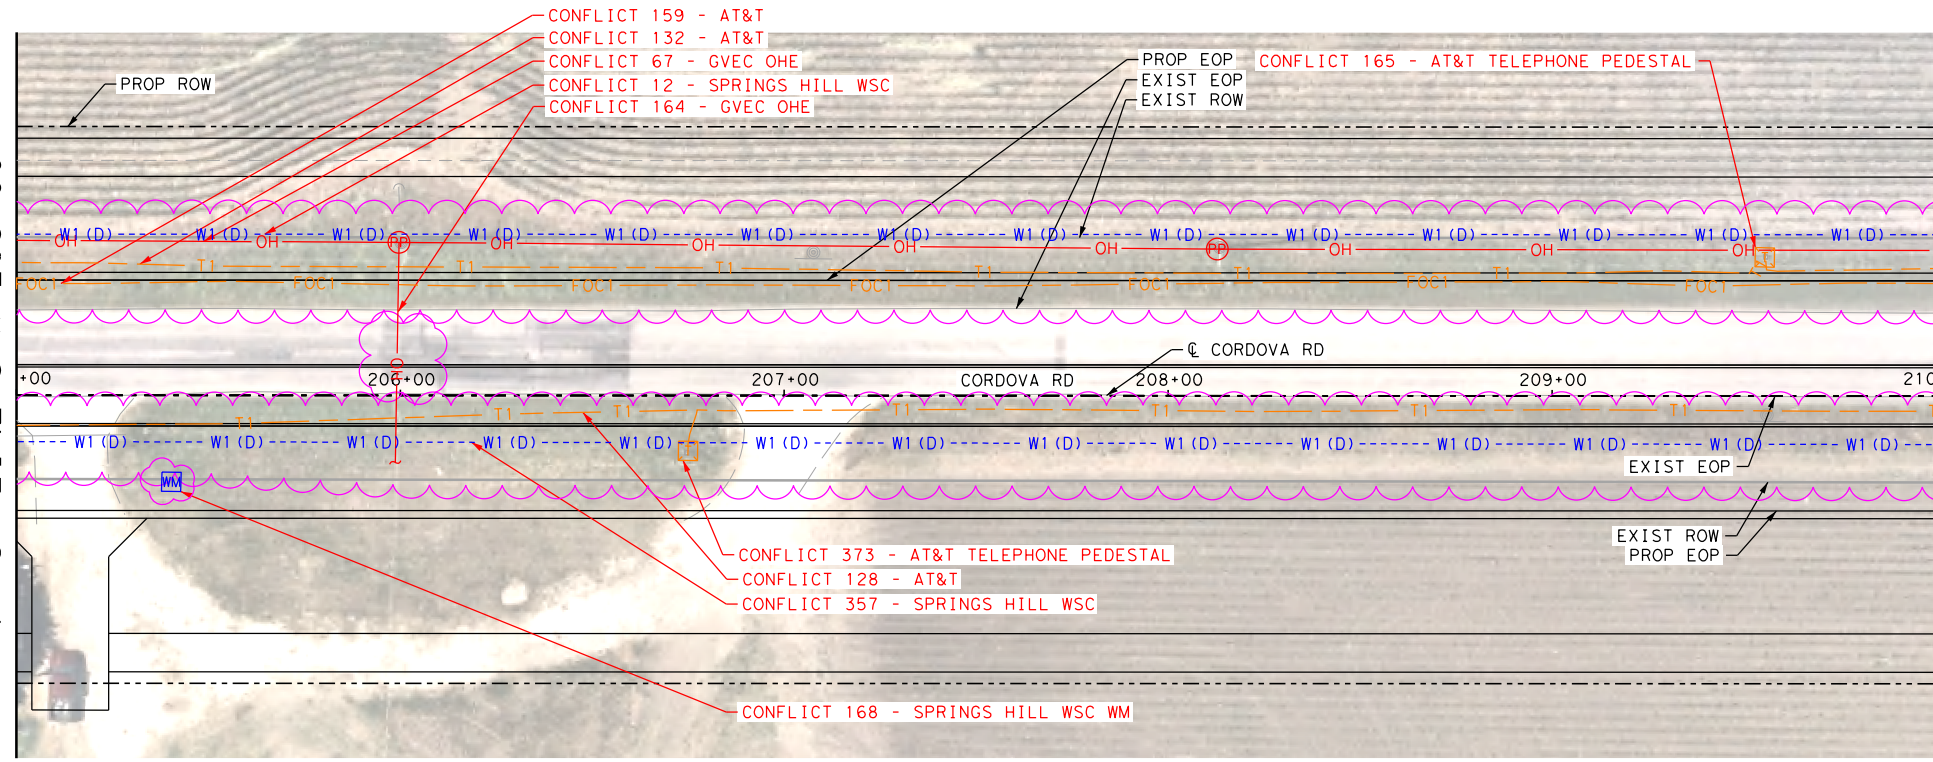 CONFLICT 159 - AT&T
CONFLICT 132 - AT&T
CONFLICT 67 - GVEC OHE
CONFLICT 12 - SPRINGS HILL WSC
CONFLICT 164 - GVEC OHE
PROP ROW
PROP EOP
EXIST EOP
EXIST ROW
CONFLICT 165 - AT&T TELEPHONE PEDESTAL
W1(D) W1(D) W1(D) W1(D) W1(D) W1(D) W1(D) W1(D) W1(D) W1(D) W1(D) W1(D) W1(D) W1(D)
OH OH PP OH OH OH OH PP OH OH OH
T1 T1 T1 T1 T1 T1
FOC1 FOC1 FOC1 FOC1 FOC1 FOC1 FOC1
OH
℄ CORDOVA RD
+00 206+00 207+00 CORDOVA RD 208+00 209+00 210
T1 T1 T1 T1 T1 T1 T1
W1(D) W1(D) W1(D) W1(D) W1(D) W1(D) W1(D) W1(D) W1(D) W1(D) W1(D) W1(D) W1(D) W1(D)
EXIST EOP
WM
EXIST ROW
PROP EOP
CONFLICT 373 - AT&T TELEPHONE PEDESTAL
CONFLICT 128 - AT&T
CONFLICT 357 - SPRINGS HILL WSC
CONFLICT 168 - SPRINGS HILL WSC WM